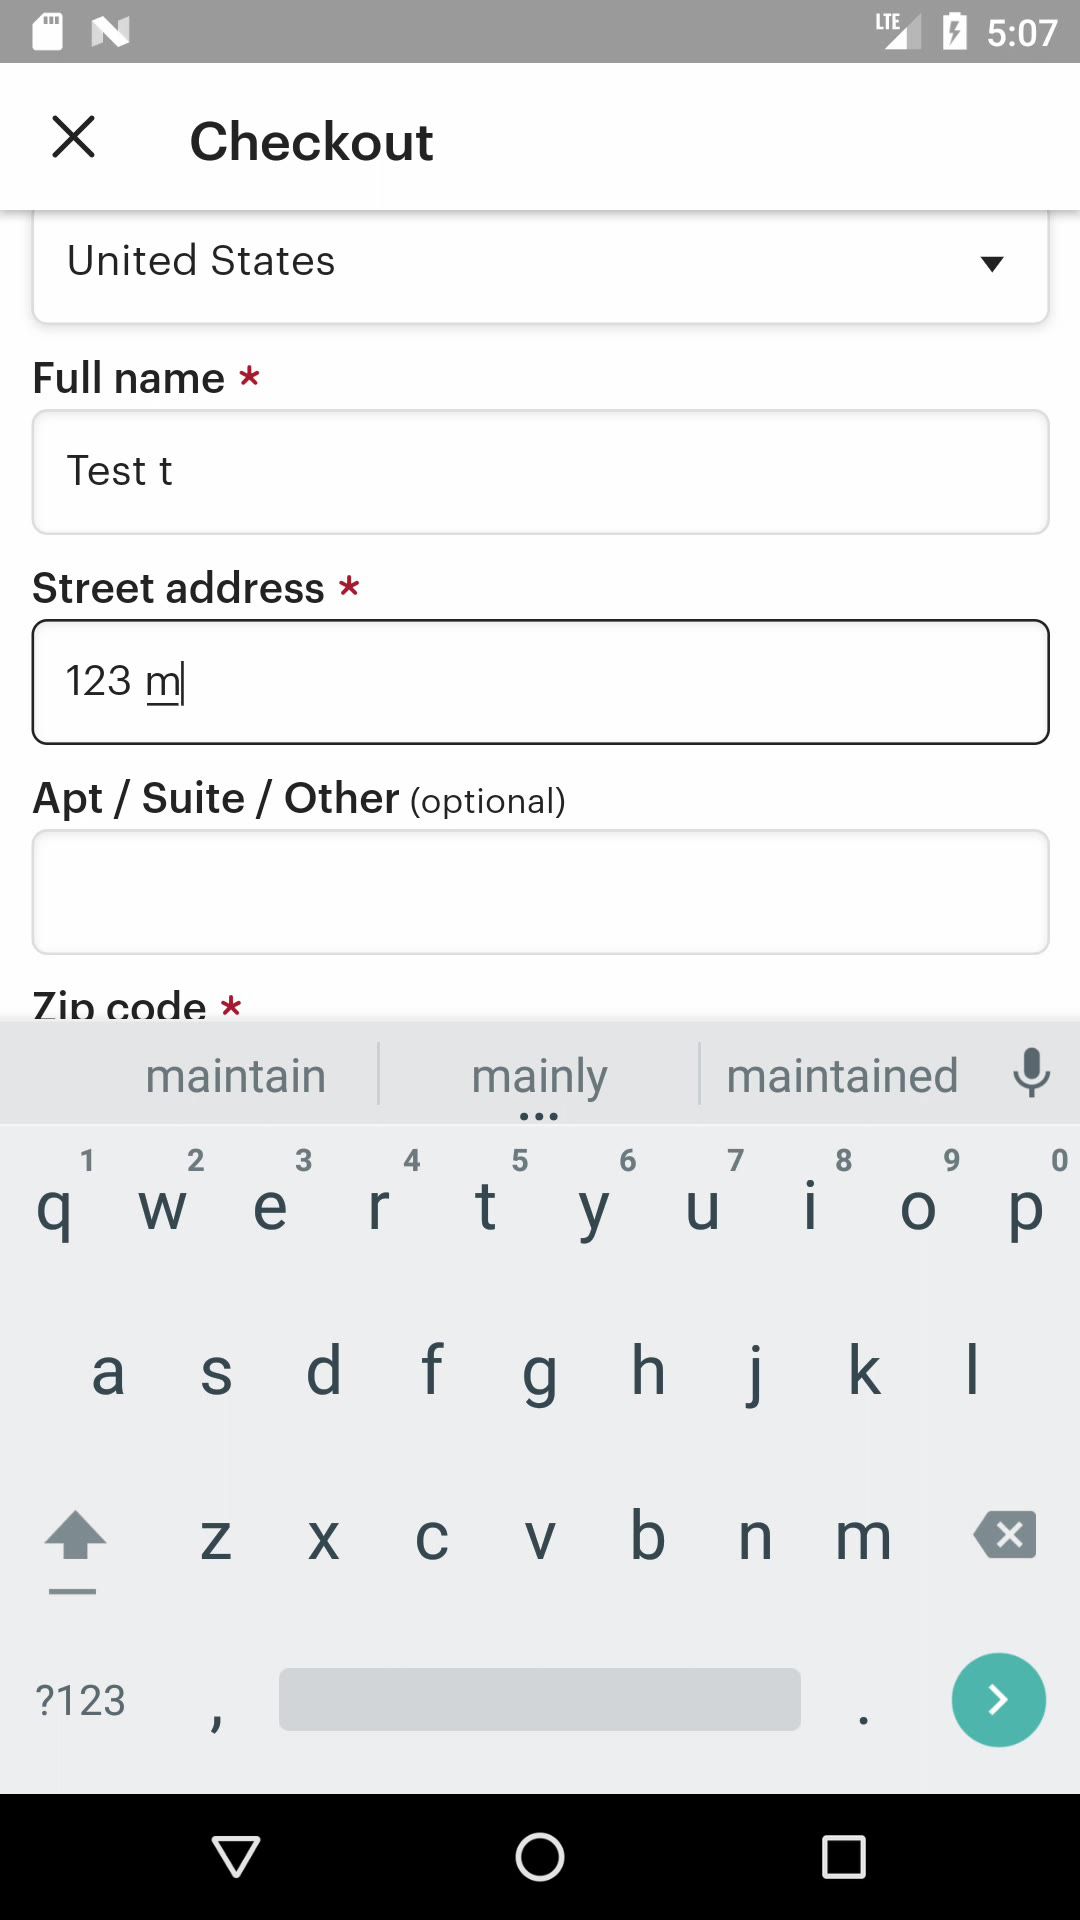 LTE 5:07
Checkout
United States
Full name *
Test t
Street address *
123 m
Apt / Suite / Other (optional)
Zip code *
maintain mainly maintained
1 2 3 4 5 6 7 8 9 0
q w e r t y u i o p
a s d f g h j k l
z x c v b n m
?123 , .